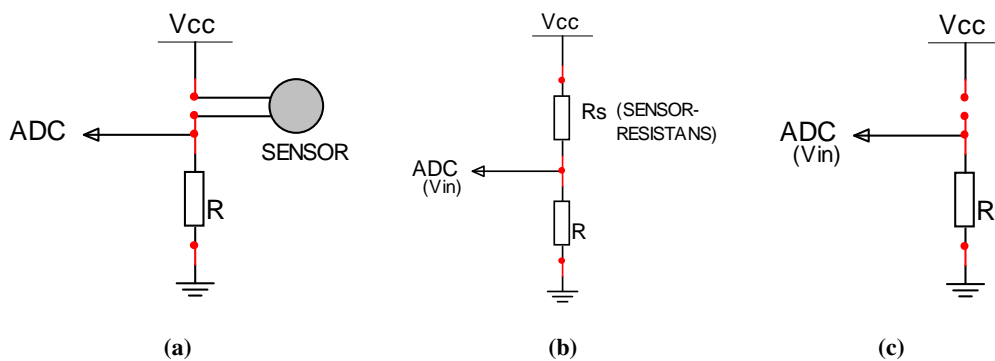 Vcc
ADC
SENSOR
R
(a)
Vcc
Rs (SENSOR-
RESISTANS)
ADC
(Vin)
R
(b)
Vcc
ADC
(Vin)
R
(c)